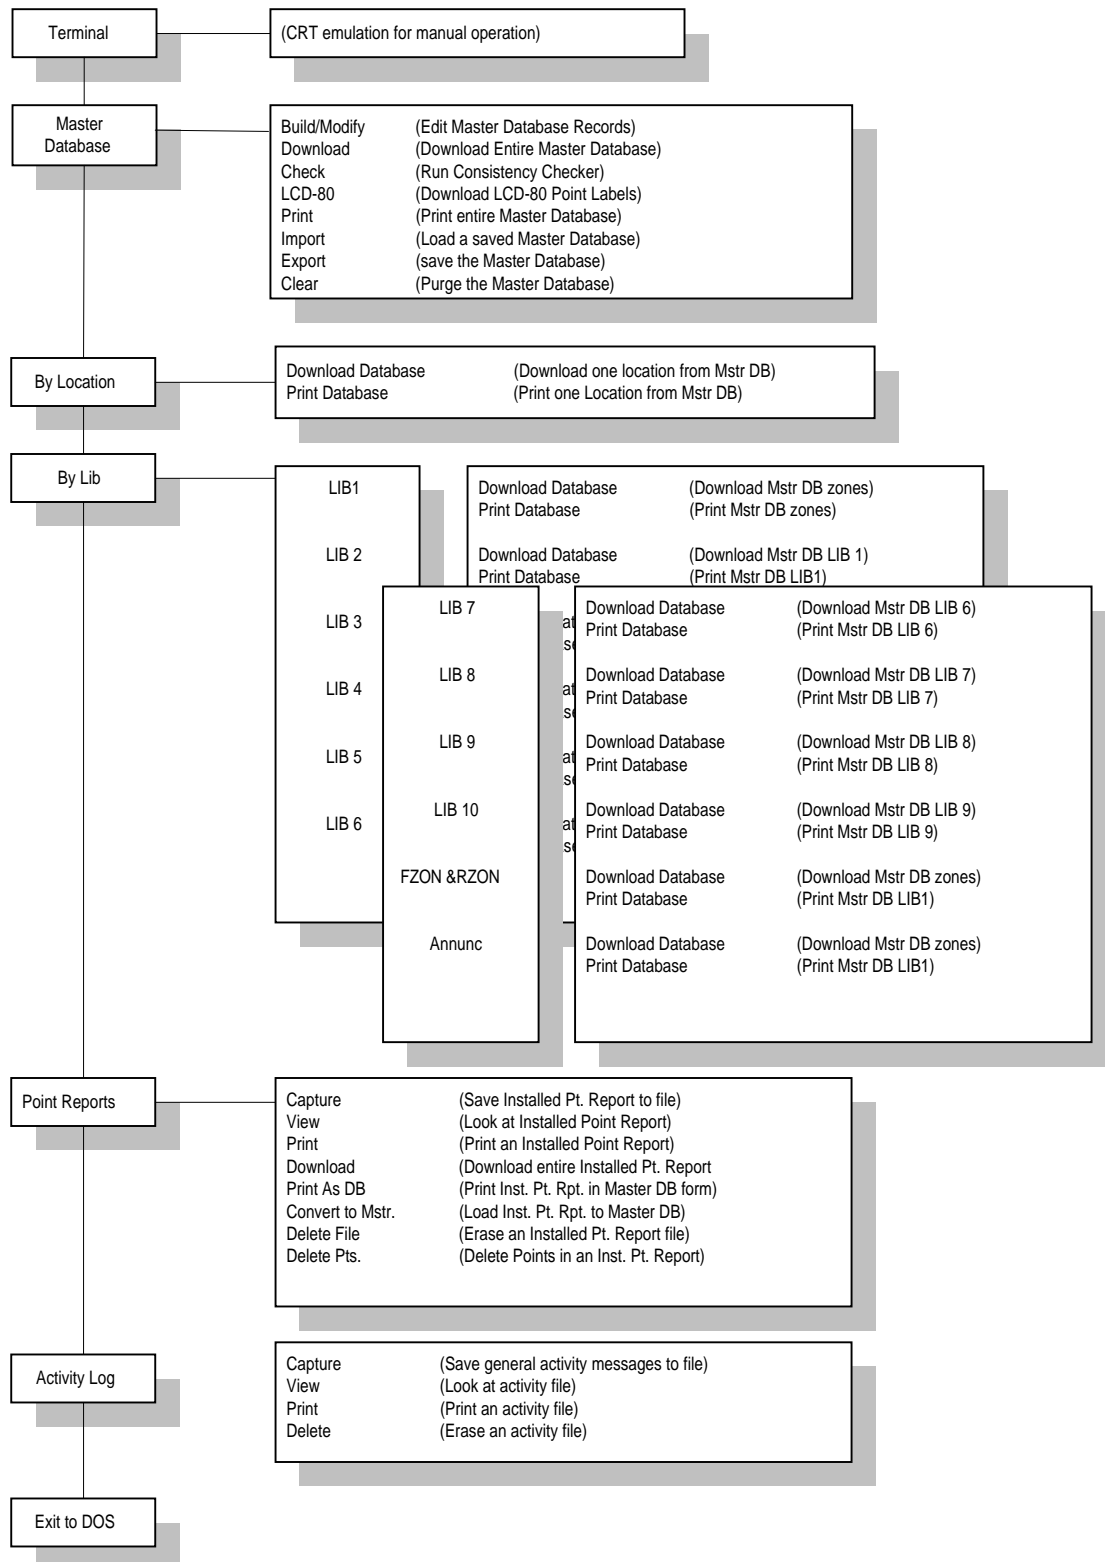 Terminal
(CRT emulation for manual operation)
Master
Database
Build/Modify (Edit Master Database Records)
Download (Download Entire Master Database)
Check (Run Consistency Checker)
LCD-80 (Download LCD-80 Point Labels)
Print (Print entire Master Database)
Import (Load a saved Master Database)
Export (save the Master Database)
Clear (Purge the Master Database)
By Location
Download Database (Download one location from Mstr DB)
Print Database (Print one Location from Mstr DB)
By Lib
LIB1
LIB 2
LIB 3
LIB 4
LIB 5
LIB 6
Download Database (Download Mstr DB zones)
Print Database (Print Mstr DB zones)
Download Database (Download Mstr DB LIB 1)
Print Database (Print Mstr DB LIB1)
LIB 7
LIB 8
LIB 9
LIB 10
FZON &RZON
Annunc
Download Database (Download Mstr DB LIB 6)
Print Database (Print Mstr DB LIB 6)
Download Database (Download Mstr DB LIB 7)
Print Database (Print Mstr DB LIB 7)
Download Database (Download Mstr DB LIB 8)
Print Database (Print Mstr DB LIB 8)
Download Database (Download Mstr DB LIB 9)
Print Database (Print Mstr DB LIB 9)
Download Database (Download Mstr DB zones)
Print Database (Print Mstr DB LIB1)
Download Database (Download Mstr DB zones)
Print Database (Print Mstr DB LIB1)
Point Reports
Capture (Save Installed Pt. Report to file)
View (Look at Installed Point Report)
Print (Print an Installed Point Report)
Download (Download entire Installed Pt. Report
Print As DB (Print Inst. Pt. Rpt. in Master DB form)
Convert to Mstr. (Load Inst. Pt. Rpt. to Master DB)
Delete File (Erase an Installed Pt. Report file)
Delete Pts. (Delete Points in an Inst. Pt. Report)
Activity Log
Capture (Save general activity messages to file)
View (Look at activity file)
Print (Print an activity file)
Delete (Erase an activity file)
Exit to DOS